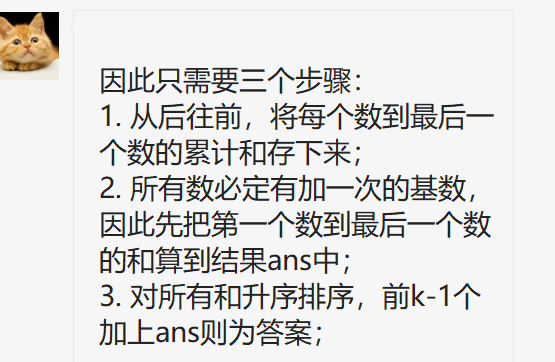 因此只需要三个步骤：
1. 从后往前，将每个数到最后一
个数的累计和存下来；
2. 所有数必定有加一次的基数，
因此先把第一个数到最后一个数
的和算到结果ans中；
3. 对所有和升序排序，前k-1个
加上ans则为答案；